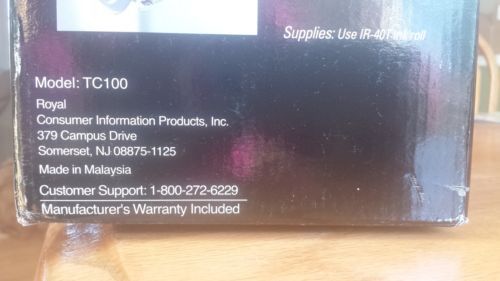 Supplies: Use IR-40T ink roll
Model: TC100
Royal
Consumer Information Products, Inc.
379 Campus Drive
Somerset, NJ 08875-1125
Made in Malaysia
Customer Support: 1-800-272-6229
Manufacturer's Warranty Included